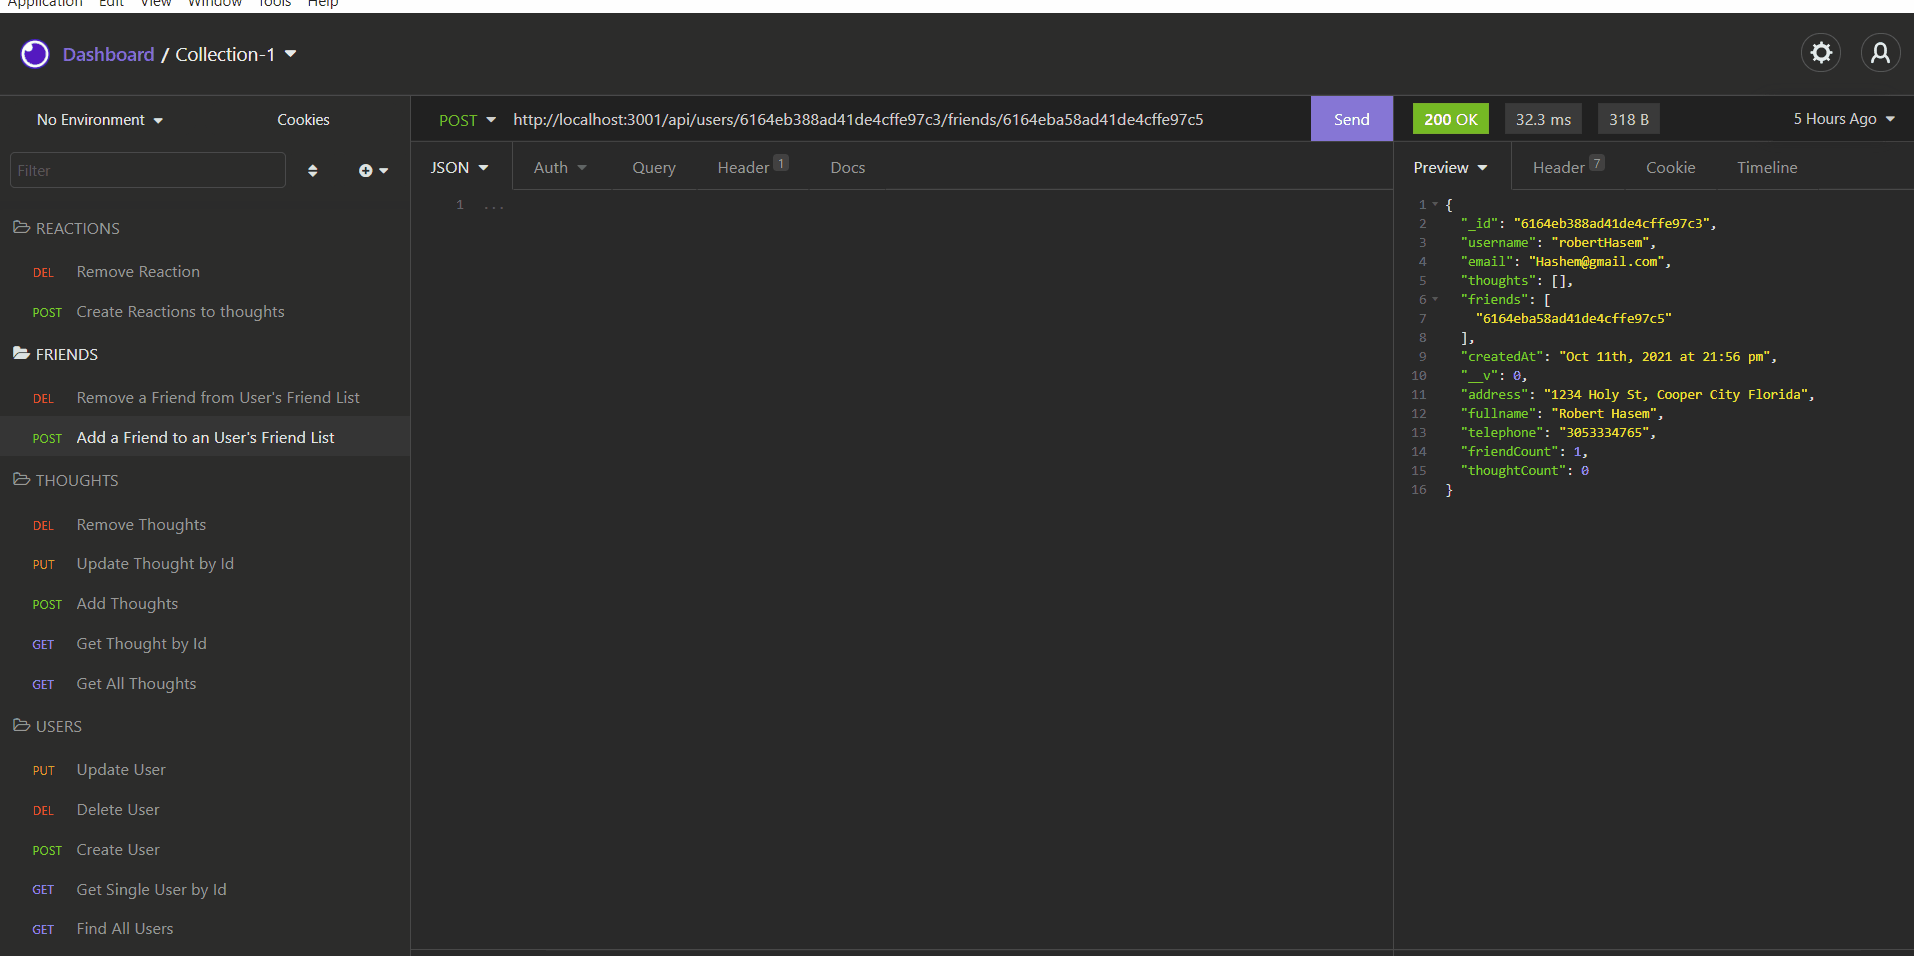 Application Edit View Window Tools Help
Dashboard / Collection-1
No Environment Cookies
Filter
REACTIONS
DEL Remove Reaction
POST Create Reactions to thoughts
FRIENDS
DEL Remove a Friend from User's Friend List
POST Add a Friend to an User's Friend List
THOUGHTS
DEL Remove Thoughts
PUT Update Thought by Id
POST Add Thoughts
GET Get Thought by Id
GET Get All Thoughts
USERS
PUT Update User
DEL Delete User
POST Create User
GET Get Single User by Id
GET Find All Users
POST http://localhost:3001/api/users/6164eb388ad41de4cffe97c3/friends/6164eba58ad41de4cffe97c5 Send
JSON Auth Query Header 1 Docs
1 ...
200 OK 32.3 ms 318 B 5 Hours Ago
Preview Header 7 Cookie Timeline
1 {
2 "_id": "6164eb388ad41de4cffe97c3",
3 "username": "robertHasem",
4 "email": "Hashem@gmail.com",
5 "thoughts": [],
6 "friends": [
7 "6164eba58ad41de4cffe97c5"
8 ],
9 "createdAt": "Oct 11th, 2021 at 21:56 pm",
10 "__v": 0,
11 "address": "1234 Holy St, Cooper City Florida",
12 "fullname": "Robert Hasem",
13 "telephone": "3053334765",
14 "friendCount": 1,
15 "thoughtCount": 0
16 }